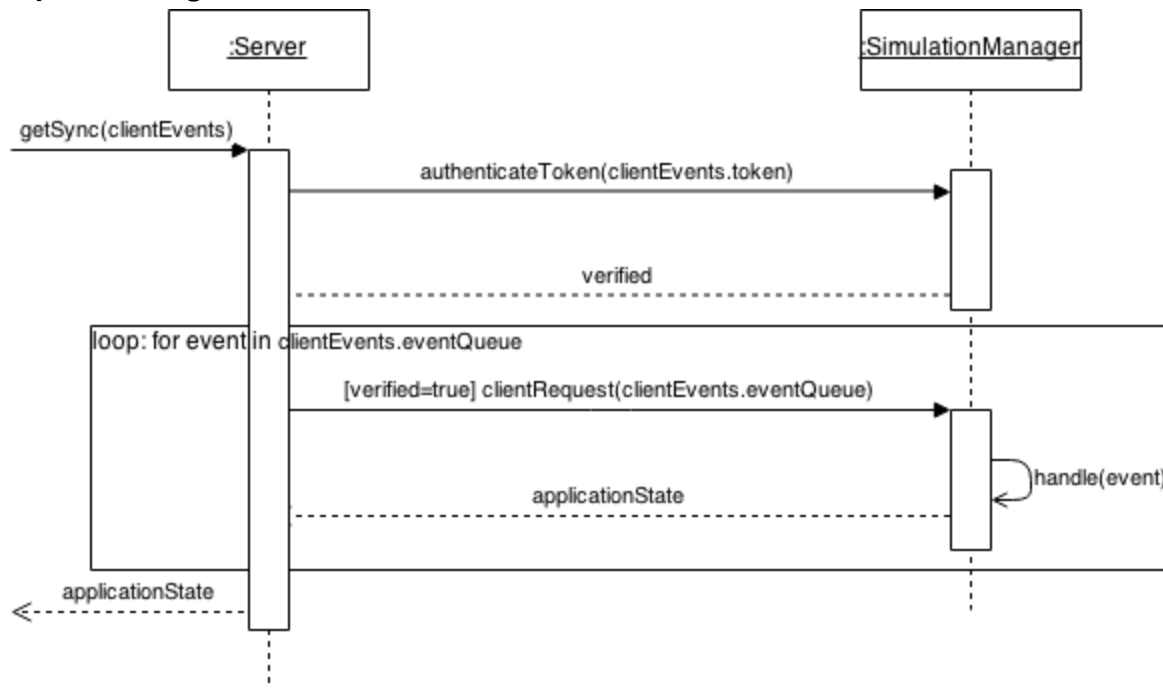 :Server
:SimulationManager
getSync(clientEvents)
authenticateToken(clientEvents.token)
verified
loop: for event in clientEvents.eventQueue
[verified=true] clientRequest(clientEvents.eventQueue)
handle(event)
applicationState
applicationState